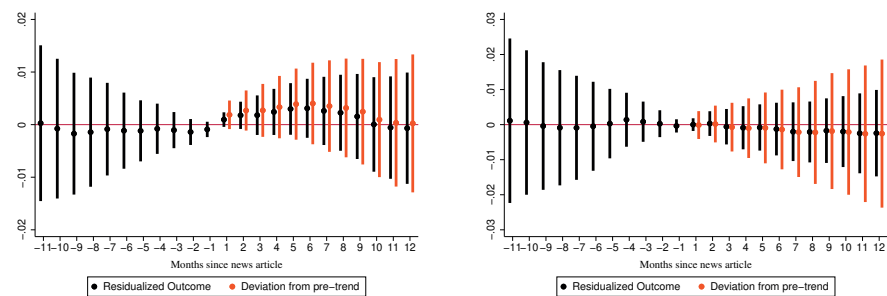 .02
.01
0
-.01
-.02
-11 -10 -9 -8 -7 -6 -5 -4 -3 -2 -1 1 2 3 4 5 6 7 8 9 10 11 12
Months since news article
Residualized Outcome Deviation from pre-trend
.03
.02
.01
0
-.01
-.02
-.03
-11 -10 -9 -8 -7 -6 -5 -4 -3 -2 -1 1 2 3 4 5 6 7 8 9 10 11 12
Months since news article
Residualized Outcome Deviation from pre-trend